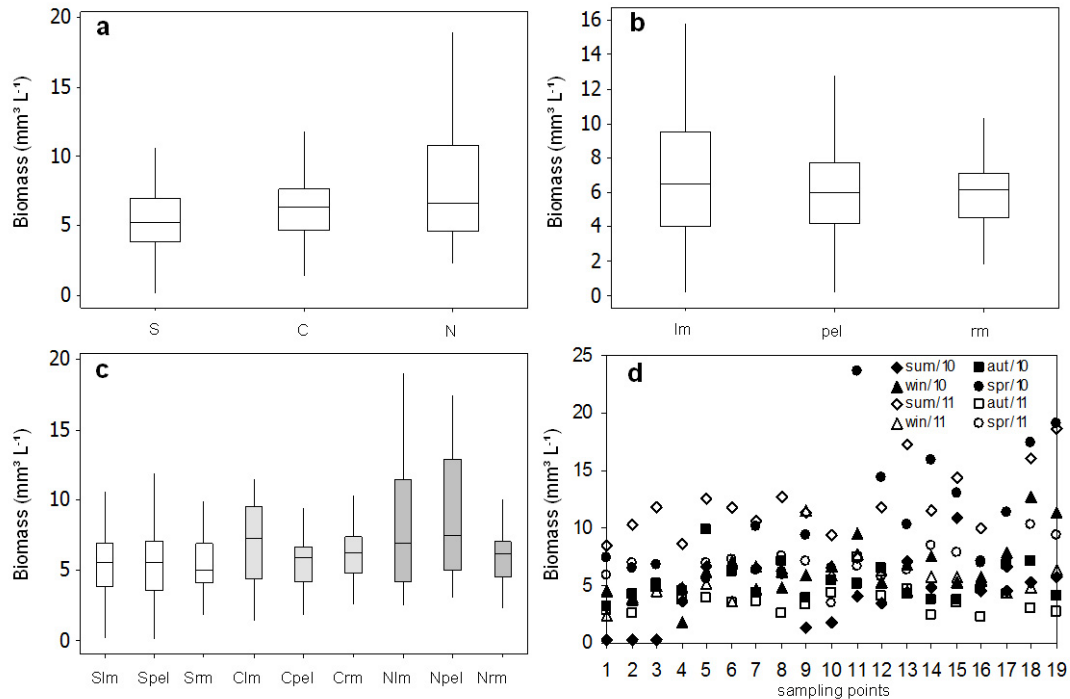 a
Biomass (mm³ L⁻¹)
20
15
10
5
0
S C N
b
Biomass (mm³ L⁻¹)
16
14
12
10
8
6
4
2
0
lm pel rm
c
Biomass (mm³ L⁻¹)
20
15
10
5
0
Slm Spel Srm Clm Cpel Crm Nlm Npel Nrm
d
Biomass (mm³ L⁻¹)
25
20
15
10
5
0
sum/10 aut/10
win/10 spr/10
sum/11 aut/11
win/11 spr/11
1 2 3 4 5 6 7 8 9 10 11 12 13 14 15 16 17 18 19
sampling points